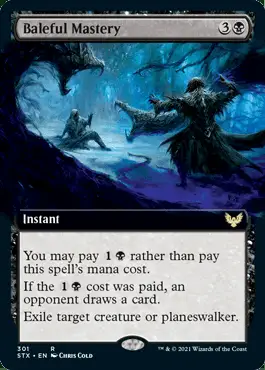 Baleful Mastery 3
Instant
You may pay 1 rather than pay
this spell's mana cost.
If the 1 cost was paid, an
opponent draws a card.
Exile target creature or planeswalker.
301 R
STX • EN Chris Cold
™ & © 2021 Wizards of the Coast